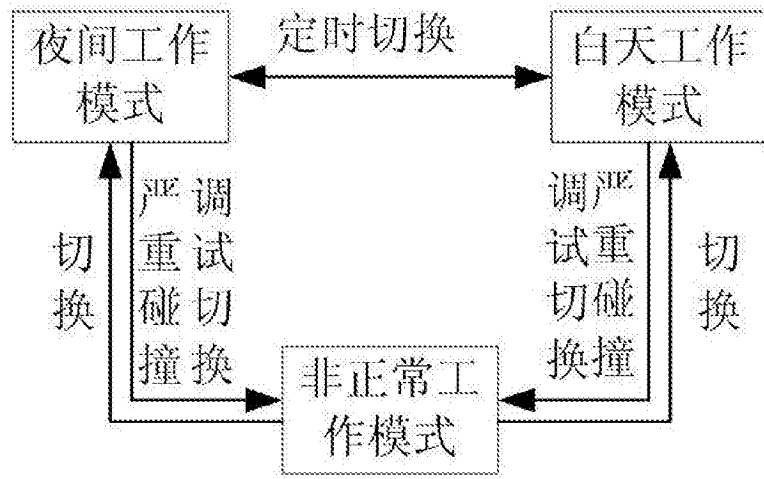 夜间工作
模式
定时切换
白天工作
模式
切换
严重碰撞
调试切换
调试切换
严重碰撞
切换
非正常工
作模式